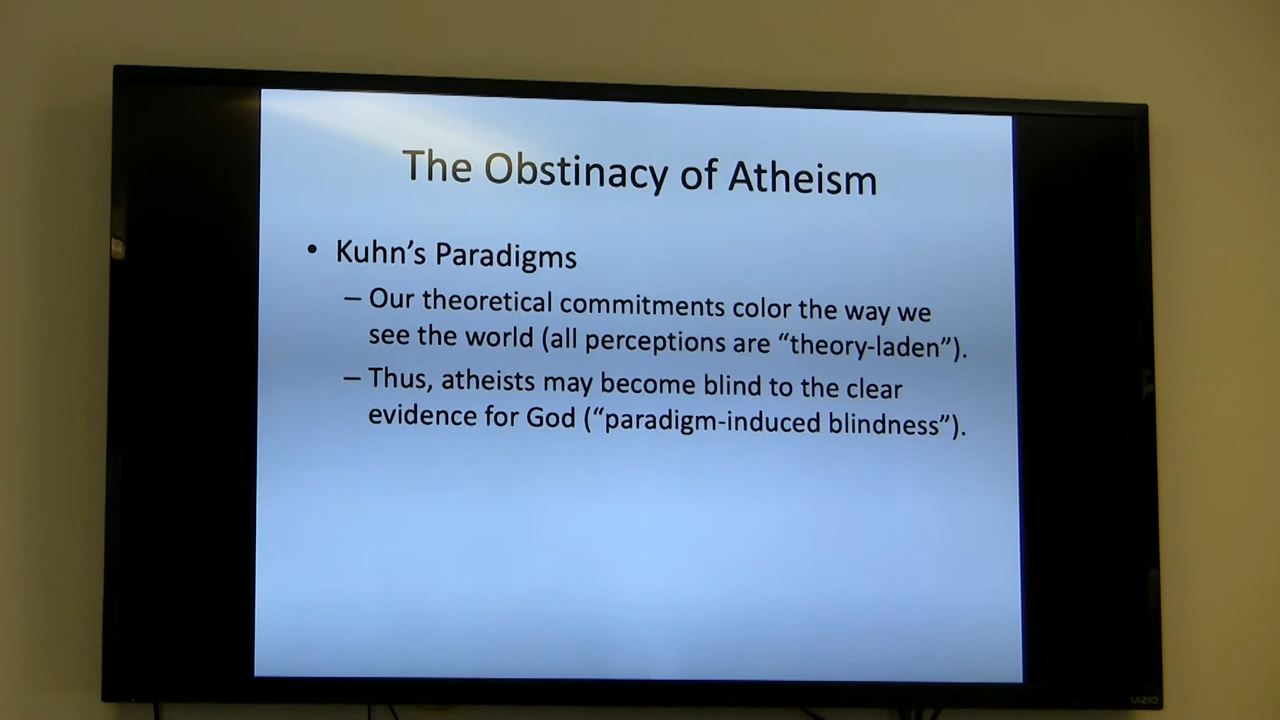 The Obstinacy of Atheism
• Kuhn's Paradigms
– Our theoretical commitments color the way we
see the world (all perceptions are “theory-laden”).
– Thus, atheists may become blind to the clear
evidence for God (“paradigm-induced blindness”).
VIZIO